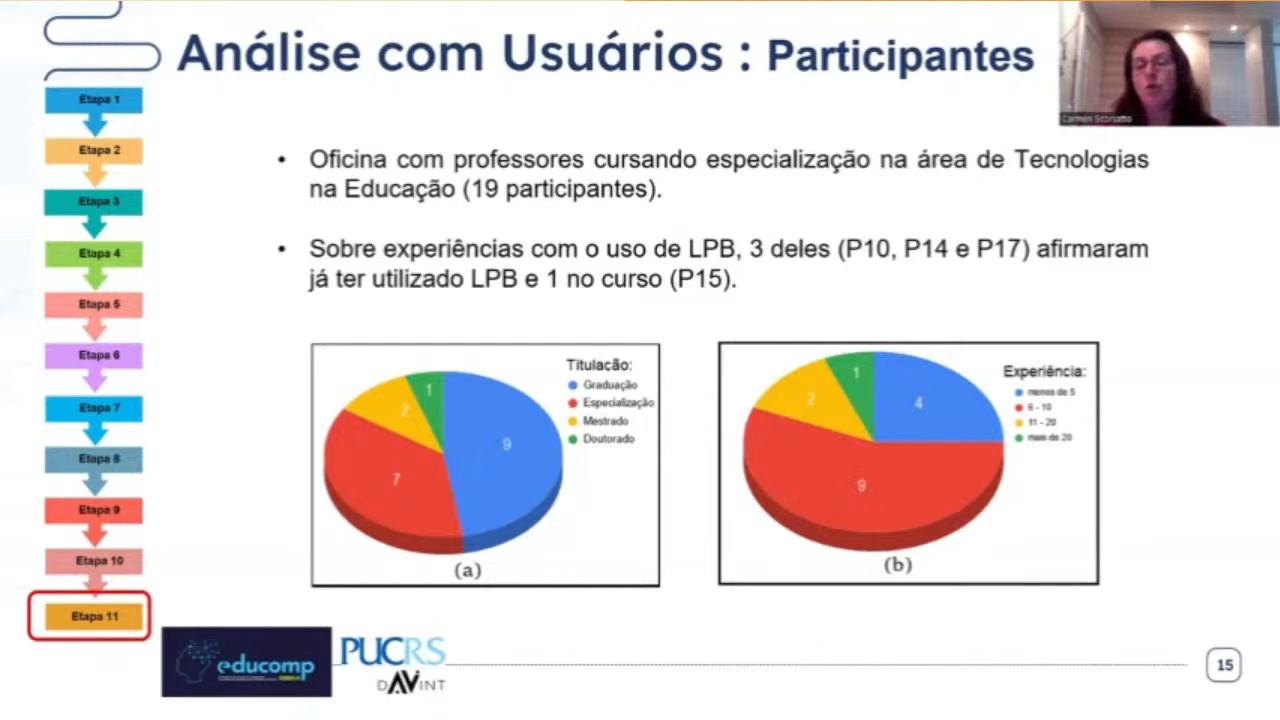 Análise com Usuários : Participantes
Carmen Scorsatto
Etapa 1
Etapa 2
Etapa 3
Etapa 4
Etapa 5
Etapa 6
Etapa 7
Etapa 8
Etapa 9
Etapa 10
Etapa 11
• Oficina com professores cursando especialização na área de Tecnologias
na Educação (19 participantes).
• Sobre experiências com o uso de LPB, 3 deles (P10, P14 e P17) afirmaram
já ter utilizado LPB e 1 no curso (P15).
Titulacão:
Graduação
Especialização
Mestrado
Doutorado
1
2
9
7
(a)
Experiência:
menos de 5
6 - 10
11 - 20
mais de 20
1
2
4
9
(b)
educomp
PUCRS
DAVINT
15